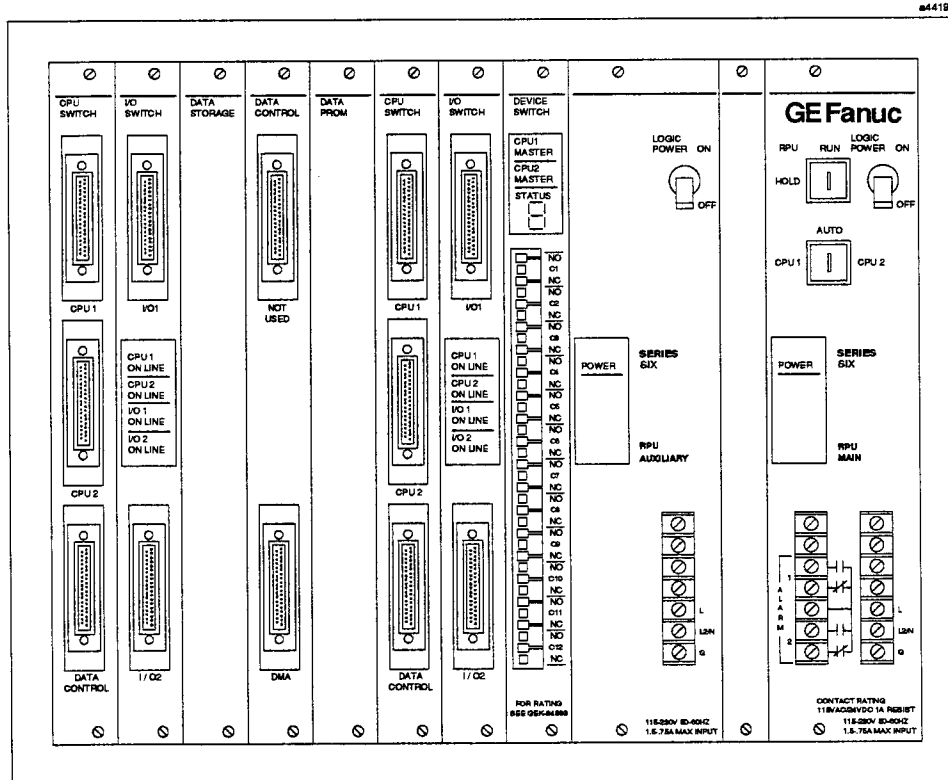 a4419
CPU
SWITCH
I/O
SWITCH
DATA
STORAGE
DATA
CONTROL
DATA
PROM
CPU
SWITCH
I/O
SWITCH
DEVICE
SWITCH
CPU 1
I/O1
NOT
USED
CPU 1
I/O1
CPU1
MASTER
CPU2
MASTER
STATUS
LOGIC
POWER ON
OFF
GE Fanuc
RPU RUN
LOGIC
POWER ON
HOLD
OFF
AUTO
CPU 1
CPU 2
CPU 1
ON LINE
CPU 2
ON LINE
I/O 1
ON LINE
I/O 2
ON LINE
CPU 1
ON LINE
CPU 2
ON LINE
I/O 1
ON LINE
I/O 2
ON LINE
CPU 2
CPU 2
NO
C1
NC
NO
C2
NC
NO
C3
NC
NO
NC
NO
C5
NC
NO
C6
NC
NO
C7
NC
NO
C8
NC
NO
C9
NC
NO
C10
NC
NO
C11
NC
NO
C12
NC
POWER
SERIES
SIX
RPU
AUXILIARY
POWER
SERIES
SIX
RPU
MAIN
L
L2/N
G
ALARM
1
2
L
L2/N
G
DATA
CONTROL
I / O2
DMA
DATA
CONTROL
I / O2
FOR RATING
SEE
115-230V 50-60HZ
1.5-.75A MAX INPUT
CONTACT RATING
115VAC/24VDC 1A RESIST
115-230V 50-60HZ
1.5-.75A MAX INPUT